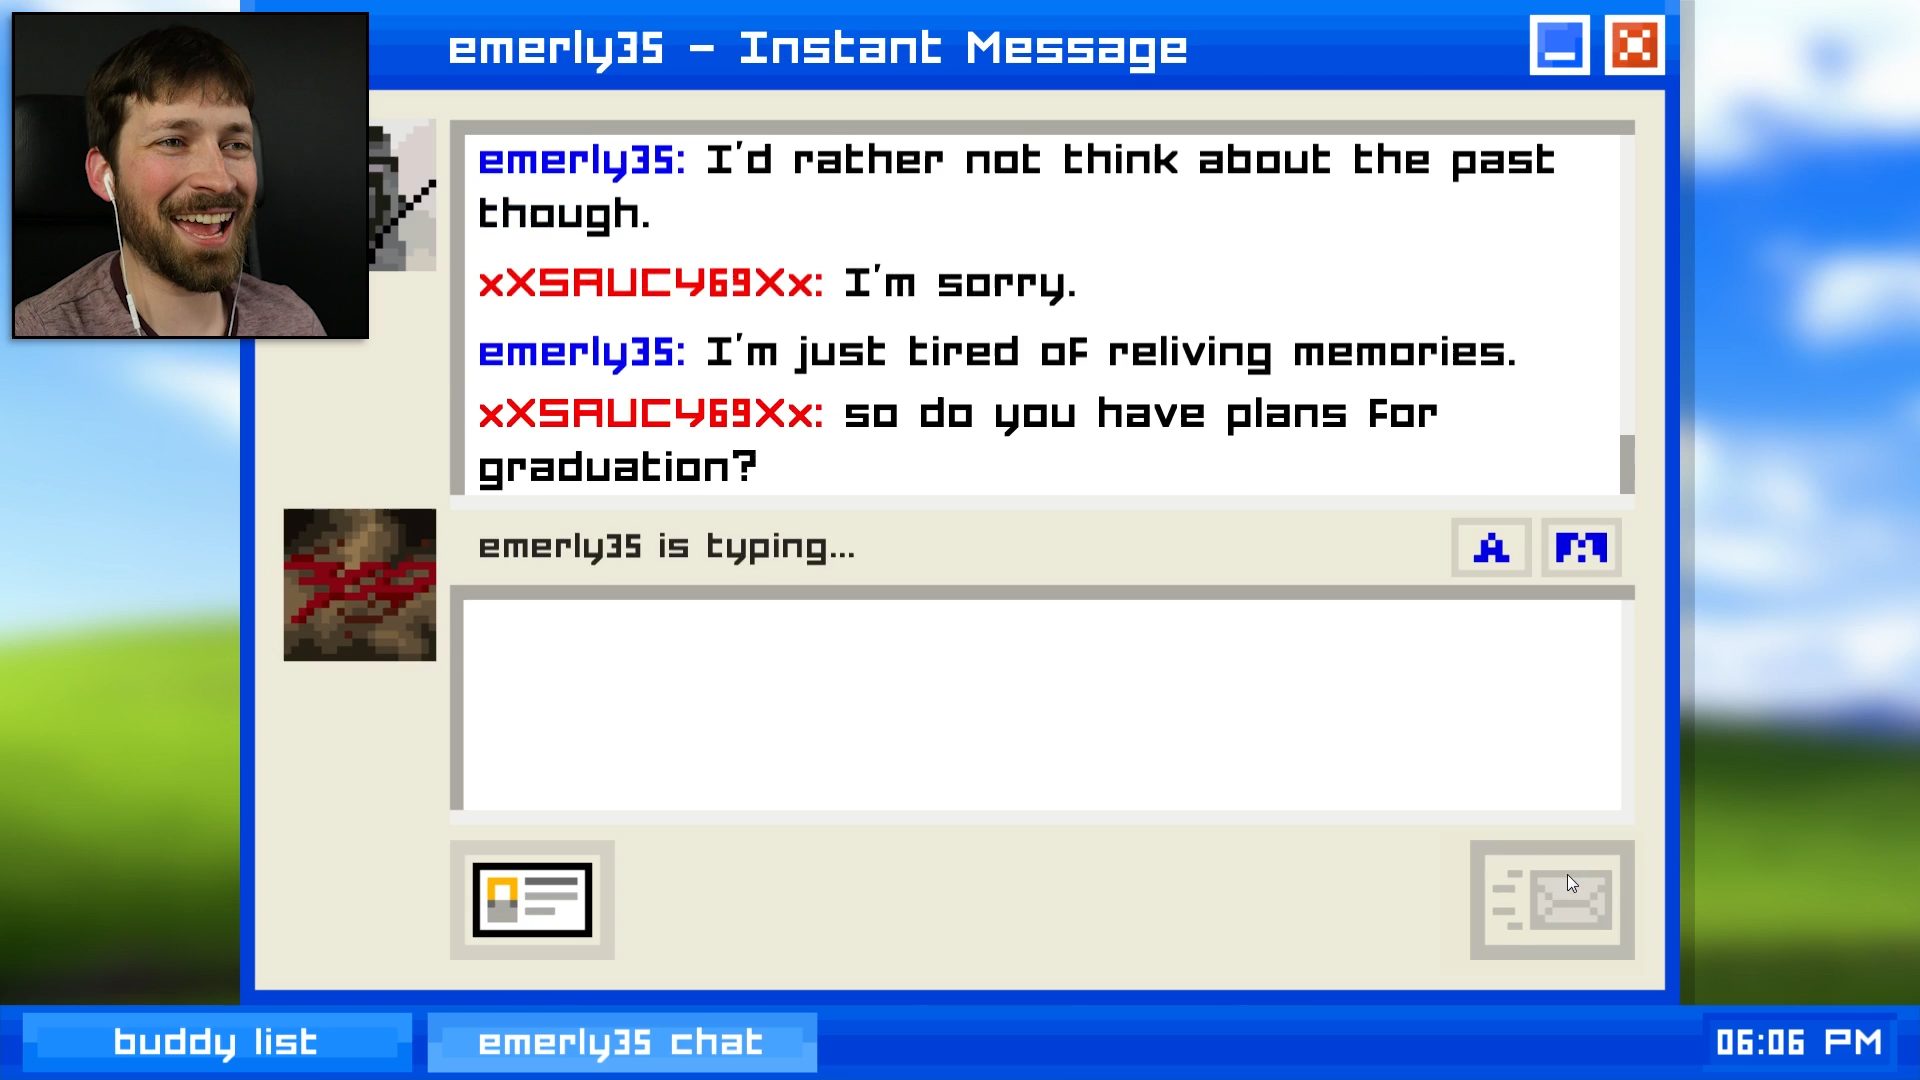 emerly35 - Instant Message
emerly35: I'd rather not think about the past
though.
xXSAUCY69Xx: I'm sorry.
emerly35: I'm just tired of reliving memories.
xXSAUCY69Xx: so do you have plans for
graduation?
emerly35 is typing...
A
buddy list
emerly35 chat
06:06 PM